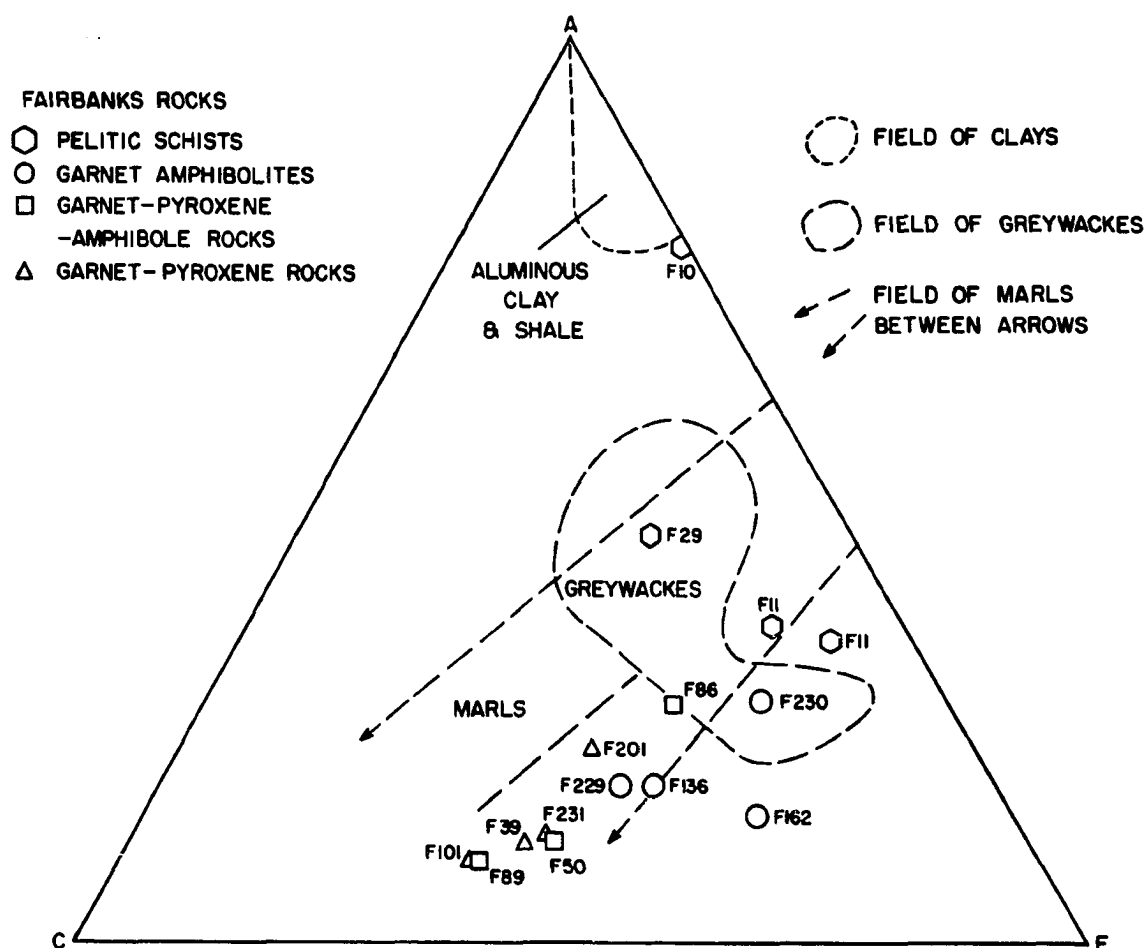 A
FAIRBANKS ROCKS
PELITIC SCHISTS
GARNET AMPHIBOLITES
GARNET-PYROXENE
-AMPHIBOLE ROCKS
GARNET-PYROXENE ROCKS
FIELD OF CLAYS
FIELD OF GREYWACKES
FIELD OF MARLS
BETWEEN ARROWS
ALUMINOUS
CLAY
& SHALE
F10
F29
GREYWACKES
F11
F11
F86
F230
MARLS
F201
F229
F136
F162
F231
F39
F101
F89
F50
C
F